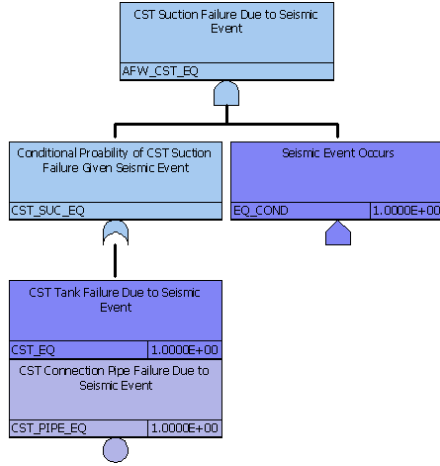 CST Suction Failure Due to Seismic
Event
AFW_CST_EQ
Conditional Proability of CST Suction
Failure Given Seismic Event
CST_SUC_EQ
Seismic Event Occurs
EQ_COND 1.0000E+00
CST Tank Failure Due to Seismic
Event
CST_EQ 1.0000E+00
CST Connection Pipe Failure Due to
Seismic Event
CST_PIPE_EQ 1.0000E+00